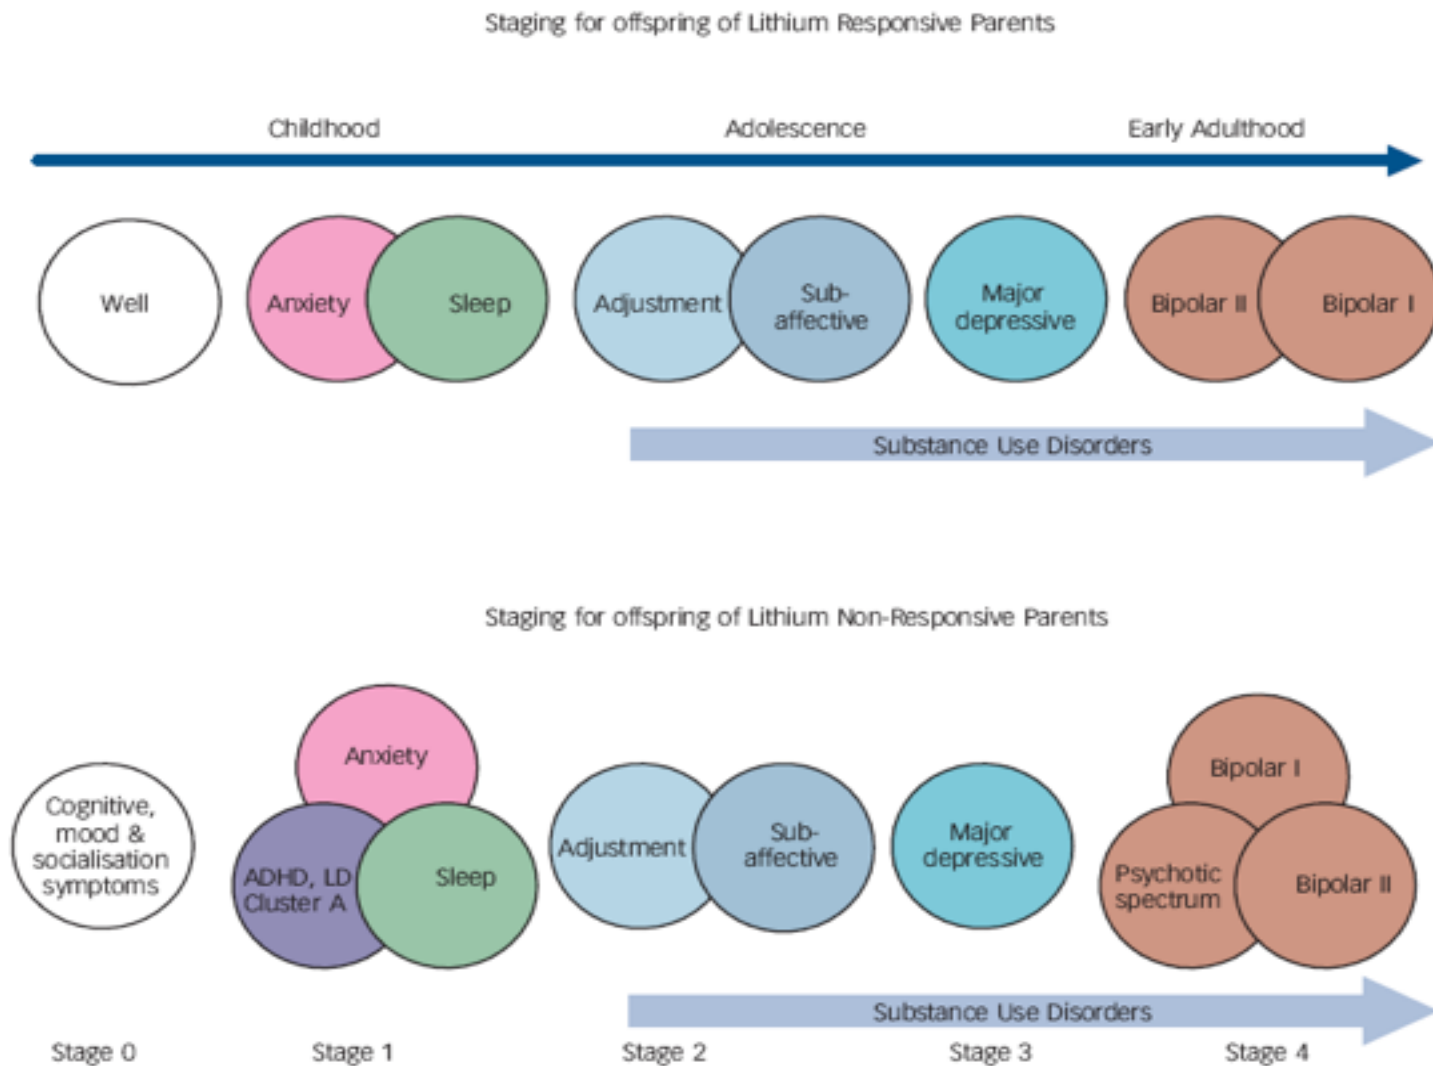 Staging for offspring of Lithium Responsive Parents
Childhood
Adolescence
Early Adulthood
Well
Anxiety
Sleep
Adjustment
Sub-
affective
Major
depressive
Bipolar II
Bipolar I
Substance Use Disorders
Staging for offspring of Lithium Non-Responsive Parents
Cognitive,
mood &
socialisation
symptoms
Anxiety
ADHD, LD
Cluster A
Sleep
Adjustment
Sub-
affective
Major
depressive
Bipolar I
Psychotic
spectrum
Bipolar II
Substance Use Disorders
Stage 0
Stage 1
Stage 2
Stage 3
Stage 4